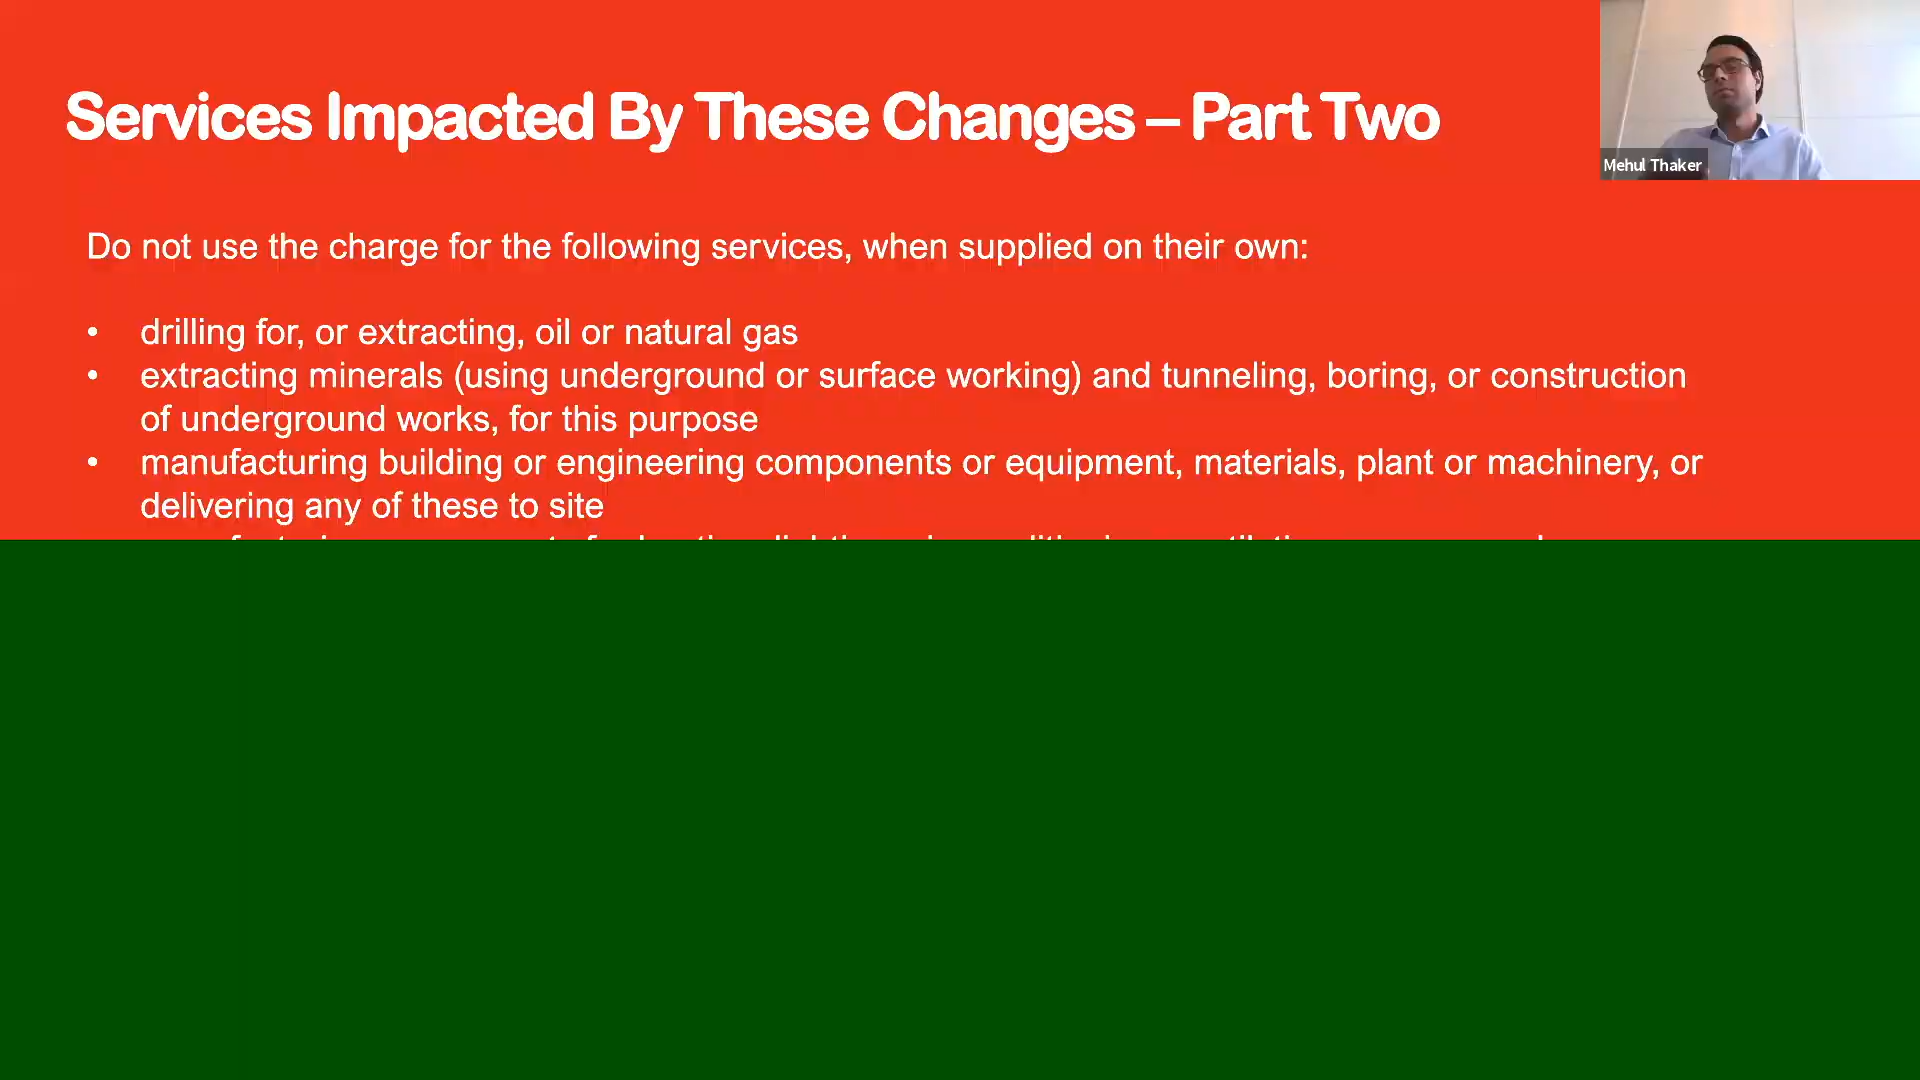 Services Impacted By These Changes – Part Two
Mehul Thaker
Do not use the charge for the following services, when supplied on their own:
• drilling for, or extracting, oil or natural gas
• extracting minerals (using underground or surface working) and tunneling, boring, or construction
of underground works, for this purpose
• manufacturing building or engineering components or equipment, materials, plant or machinery, or
delivering any of these to site